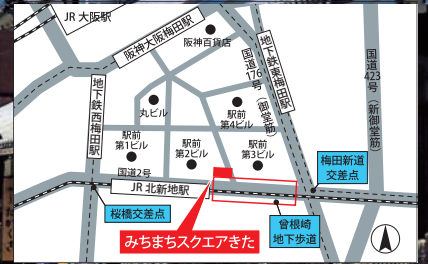 JR 大阪駅
阪神大阪梅田駅
阪神百貨店
地下鉄東梅田駅
国道176号（御堂筋）
国道423号（新御堂筋）
地下鉄西梅田駅
丸ビル
駅前
第4ビル
駅前
第1ビル
駅前
第2ビル
駅前
第3ビル
国道2号
JR 北新地駅
梅田新道
交差点
桜橋交差点
曾根崎
地下歩道
みちまちスクエアきた